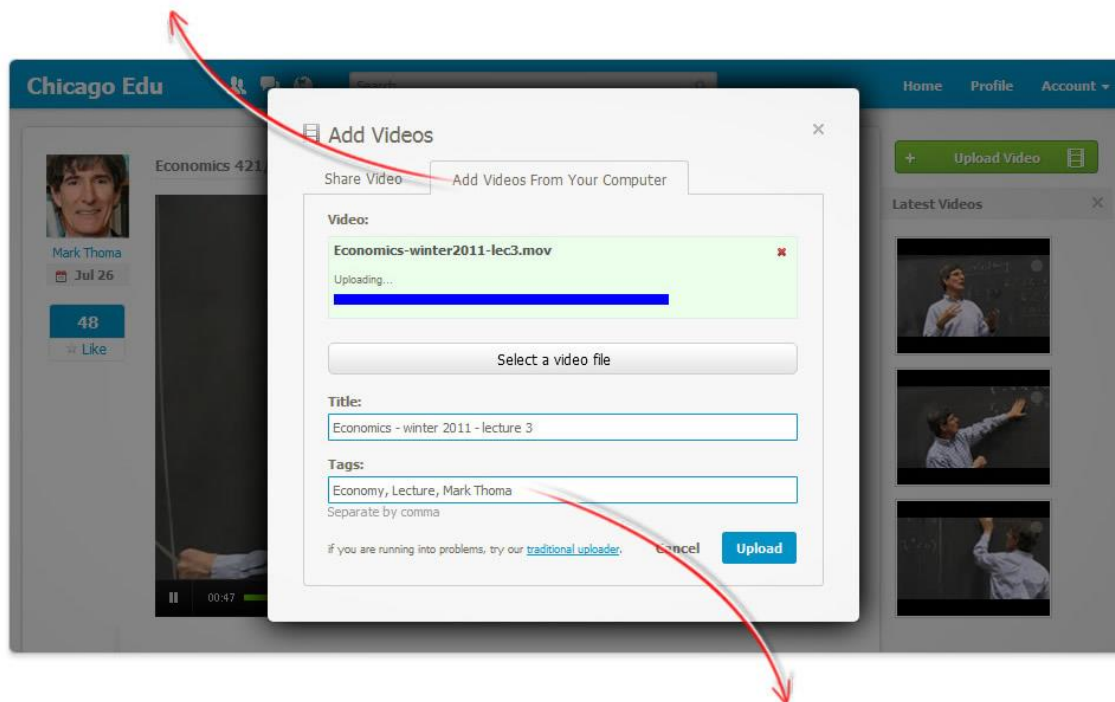 Chicago Edu
Search
Home Profile Account
Add Videos
Economics 421,
Share Video
Add Videos From Your Computer
+ Upload Video
Latest Videos
Video:
Economics-winter2011-lec3.mov
Uploading...
Mark Thoma
Jul 26
48
Like
Select a video file
Title:
Economics - winter 2011 - lecture 3
Tags:
Economy, Lecture, Mark Thoma
Separate by comma
if you are running into problems, try our traditional uploader.
Cancel
Upload
00:47